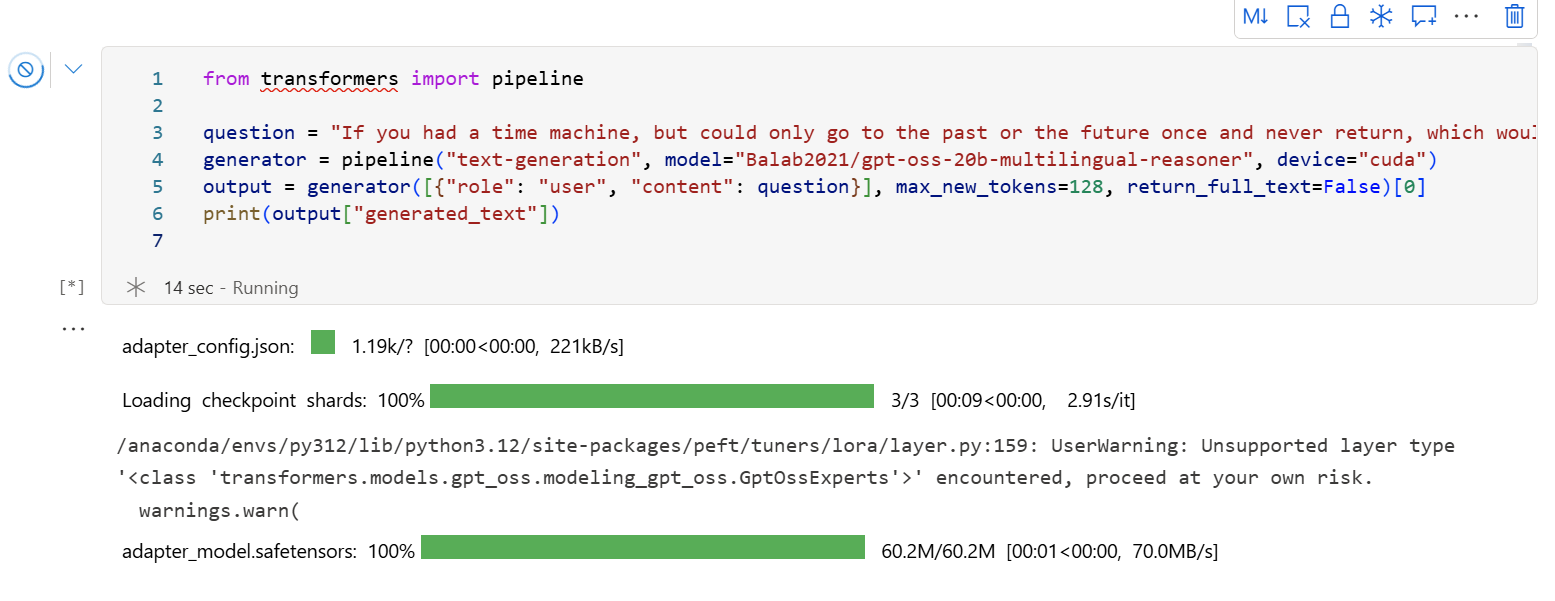 M↓
1 from transformers import pipeline
2
3 question = "If you had a time machine, but could only go to the past or the future once and never return, which
4 generator = pipeline("text-generation", model="Balab2021/gpt-oss-20b-multilingual-reasoner", device="cuda")
5 output = generator([{"role": "user", "content": question}], max_new_tokens=128, return_full_text=False)[0]
6 print(output["generated_text"])
7
[*] 14 sec - Running
...
adapter_config.json: 1.19k/? [00:00<00:00, 221kB/s]
Loading checkpoint shards: 100% 3/3 [00:09<00:00, 2.91s/it]
/anaconda/envs/py312/lib/python3.12/site-packages/peft/tuners/lora/layer.py:159: UserWarning: Unsupported layer type
'<class 'transformers.models.gpt_oss.modeling_gpt_oss.GptOssExperts'>' encountered, proceed at your own risk.
warnings.warn(
adapter_model.safetensors: 100% 60.2M/60.2M [00:01<00:00, 70.0MB/s]